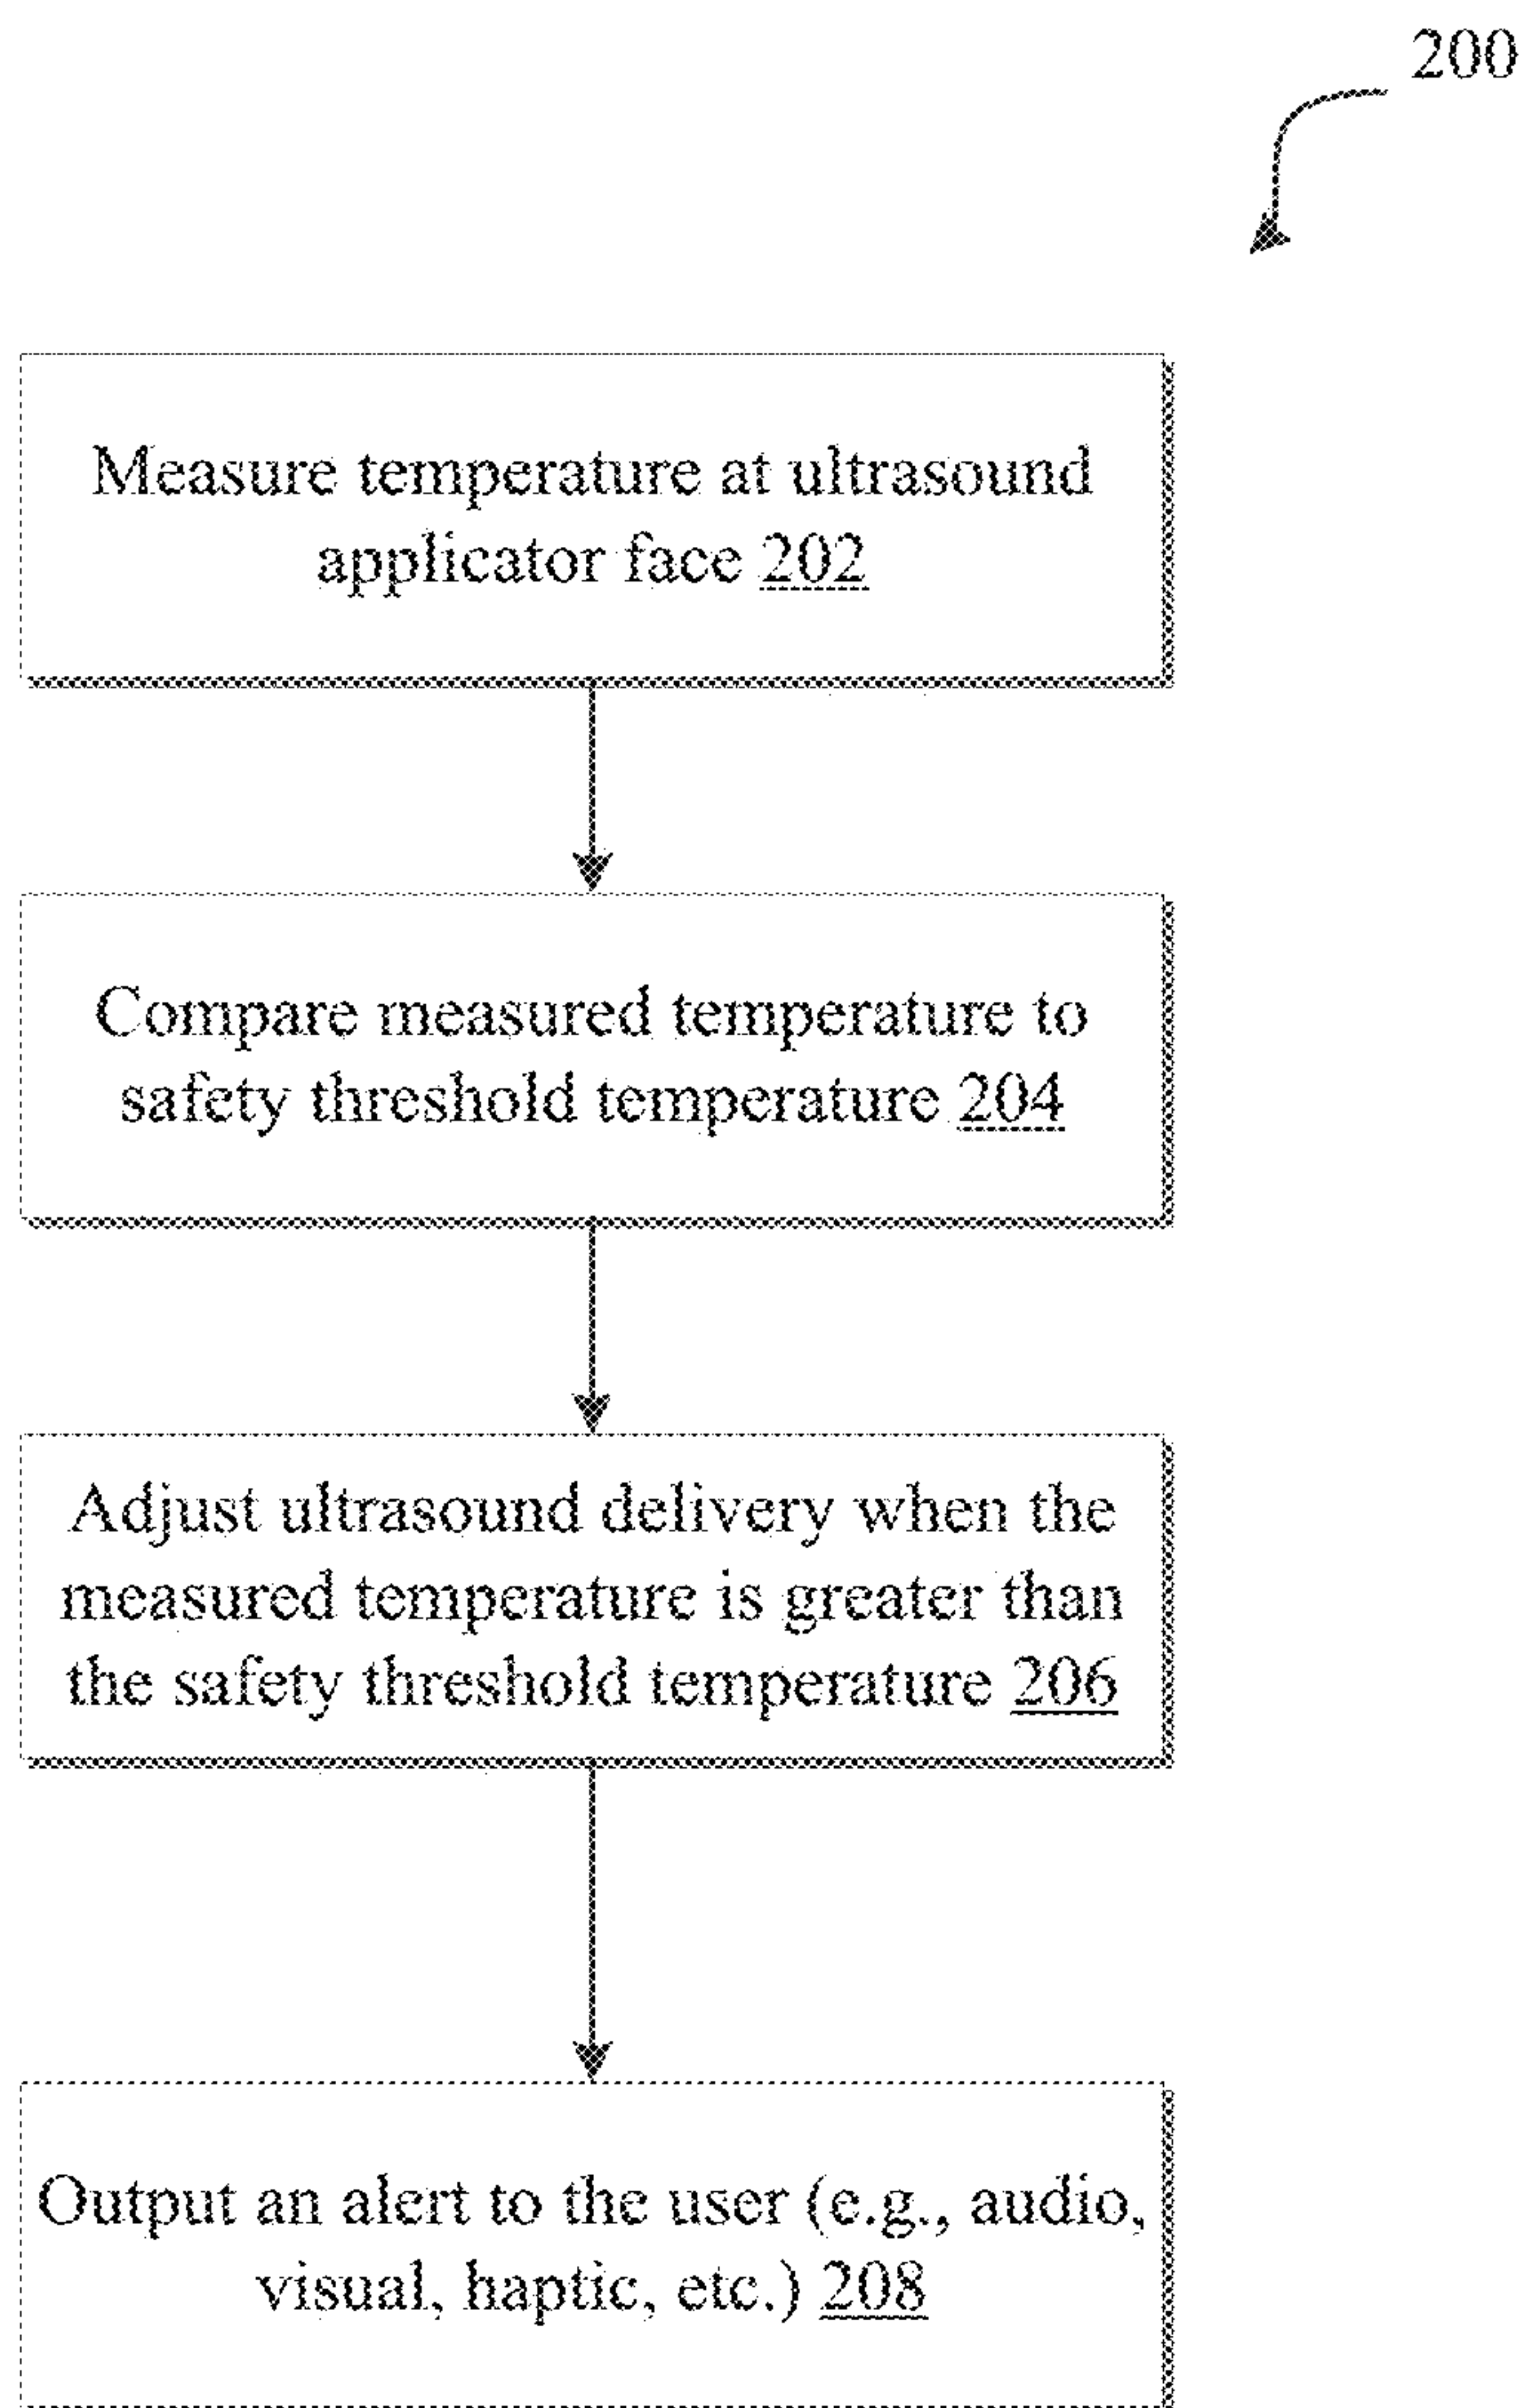 200
Measure temperature at ultrasound
applicator face 202
Compare measured temperature to
safety threshold temperature 204
Adjust ultrasound delivery when the
measured temperature is greater than
the safety threshold temperature 206
Output an alert to the user (e.g., audio,
visual, haptic, etc.) 208